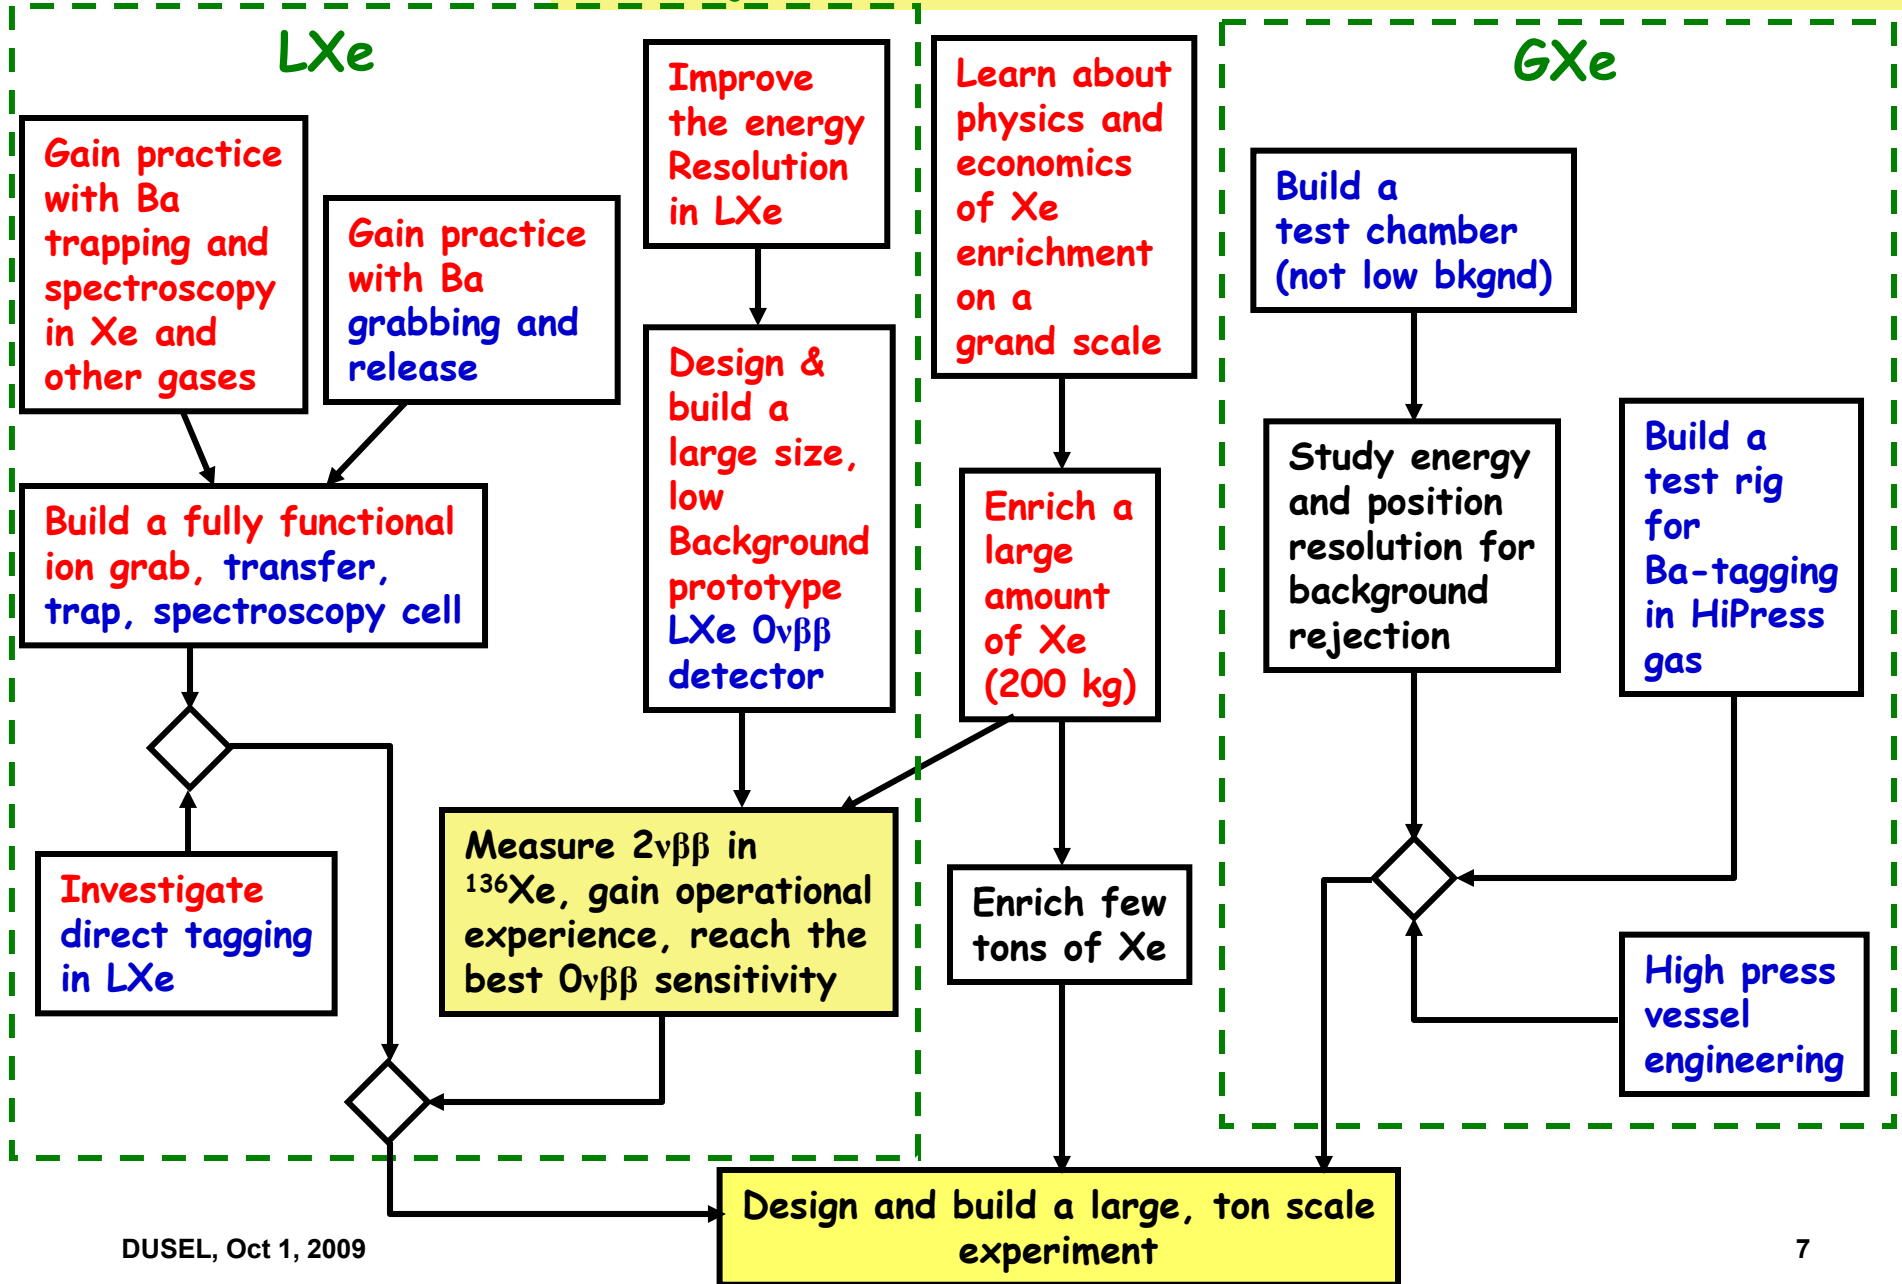 LXe
Gain practice
with Ba
trapping and
spectroscopy
in Xe and
other gases
Gain practice
with Ba
grabbing and
release
Improve
the energy
Resolution
in LXe
Design &
build a
large size,
low
Background
prototype
LXe 0νββ
detector
Build a fully functional
ion grab, transfer,
trap, spectroscopy cell
Investigate
direct tagging
in LXe
Measure 2νββ in
¹³⁶Xe, gain operational
experience, reach the
best 0νββ sensitivity
Learn about
physics and
economics
of Xe
enrichment
on a
grand scale
Enrich a
large
amount
of Xe
(200 kg)
Enrich few
tons of Xe
GXe
Build a
test chamber
(not low bkgnd)
Study energy
and position
resolution for
background
rejection
Build a
test rig
for
Ba-tagging
in HiPress
gas
High press
vessel
engineering
Design and build a large, ton scale
experiment
DUSEL, Oct 1, 2009
7